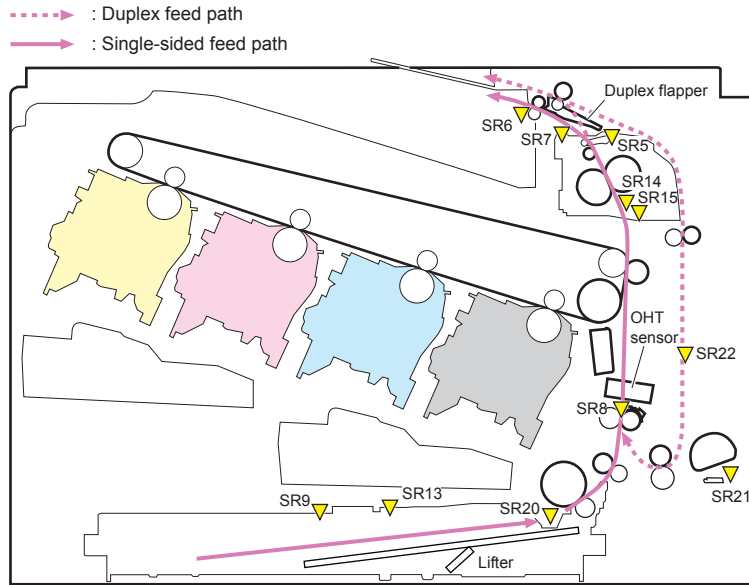 : Duplex feed path
: Single-sided feed path
Duplex flapper
SR6
SR7
SR5
SR14
SR15
OHT
sensor
SR22
SR8
SR21
SR9
SR13
SR20
Lifter